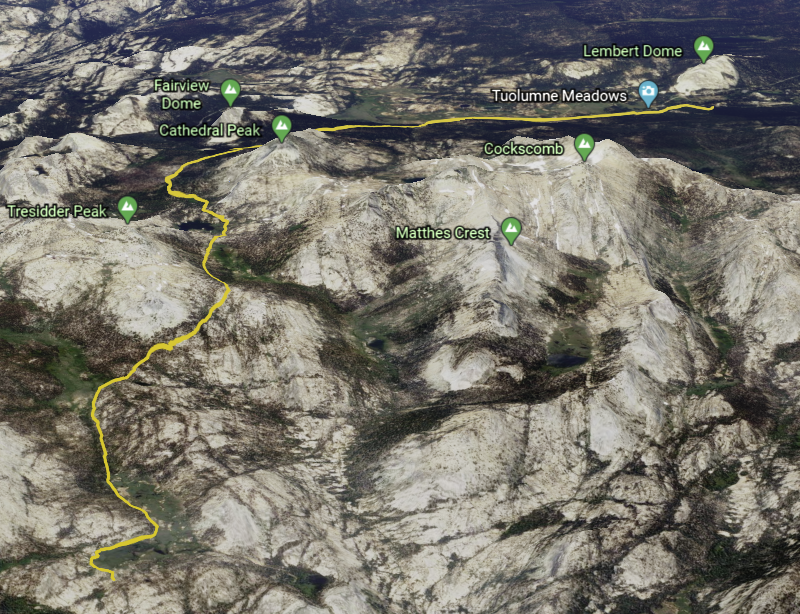 Lembert Dome
Fairview
Dome
Tuolumne Meadows
Cathedral Peak
Cockscomb
Tresidder Peak
Matthes Crest